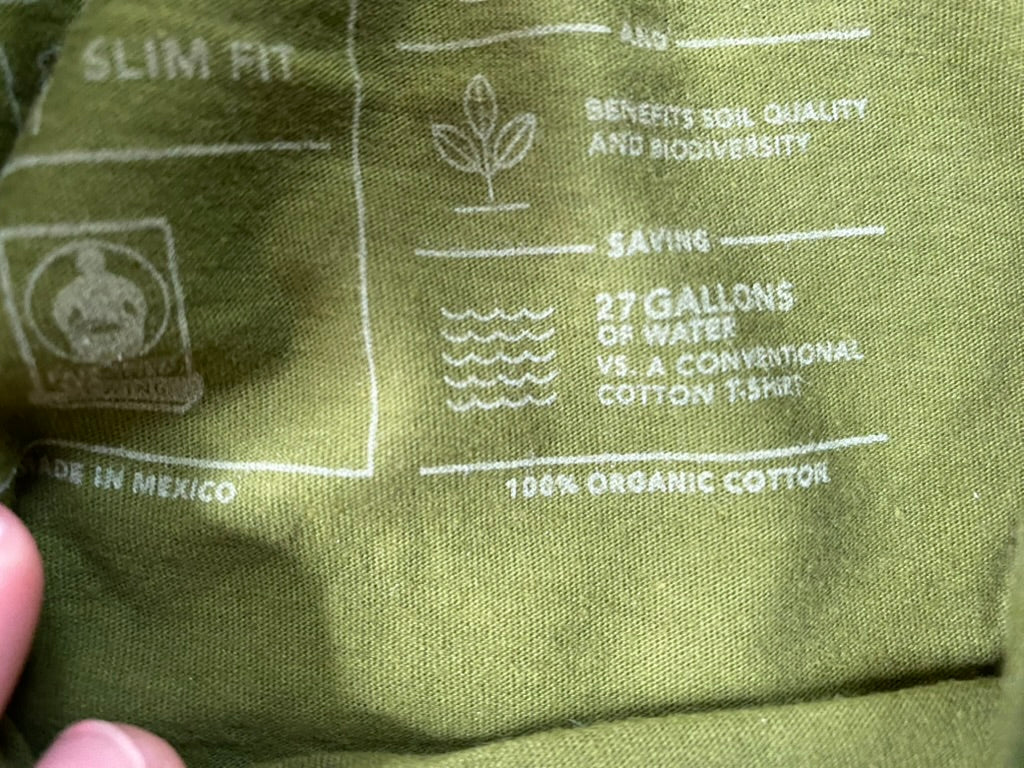 SLIM FIT
MADE IN MEXICO
AND
BENEFITS SOIL QUALITY
AND BIODIVERSITY
SAVING
27 GALLONS
OF WATER
VS. A CONVENTIONAL
COTTON T-SHIRT
100% ORGANIC COTTON